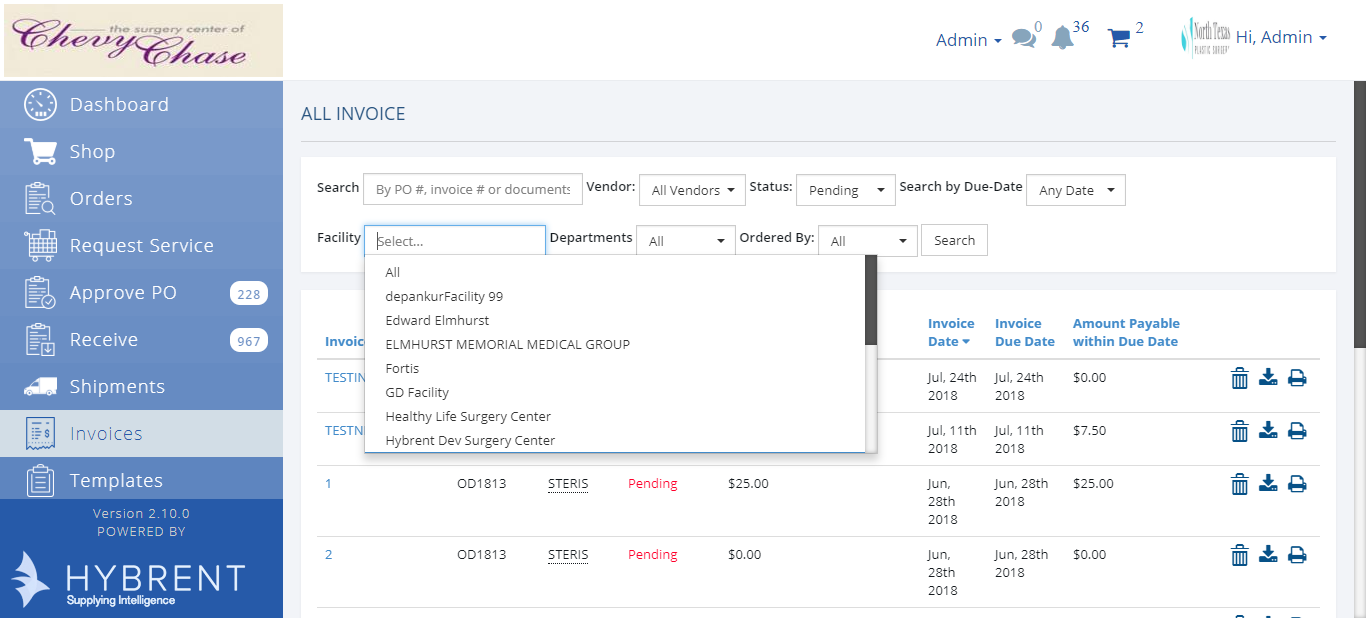 the surgery center of
Chevy Chase
Admin
0
36
2
North Texas
PLASTIC SURGERY
Hi, Admin
Dashboard
Shop
Orders
Request Service
Approve PO 228
Receive 967
Shipments
Invoices
Templates
Version 2.10.0
POWERED BY
HYBRENT
Supplying Intelligence
ALL INVOICE
Search By PO #, invoice # or documents Vendor: All Vendors Status: Pending Search by Due-Date Any Date
Facility Select... Departments All Ordered By: All Search
All
depankurFacility 99
Edward Elmhurst
ELMHURST MEMORIAL MEDICAL GROUP
Fortis
GD Facility
Healthy Life Surgery Center
Hybrent Dev Surgery Center
Invoice Invoice Amount Payable
Date Due Date within Due Date
TESTIN Jul, 24th Jul, 24th $0.00
2018 2018
TESTN Jul, 11th Jul, 11th $7.50
2018 2018
1 OD1813 STERIS Pending $25.00 Jun, Jun, 28th $25.00
28th 2018
2018
2 OD1813 STERIS Pending $0.00 Jun, Jun, 28th $0.00
28th 2018
2018